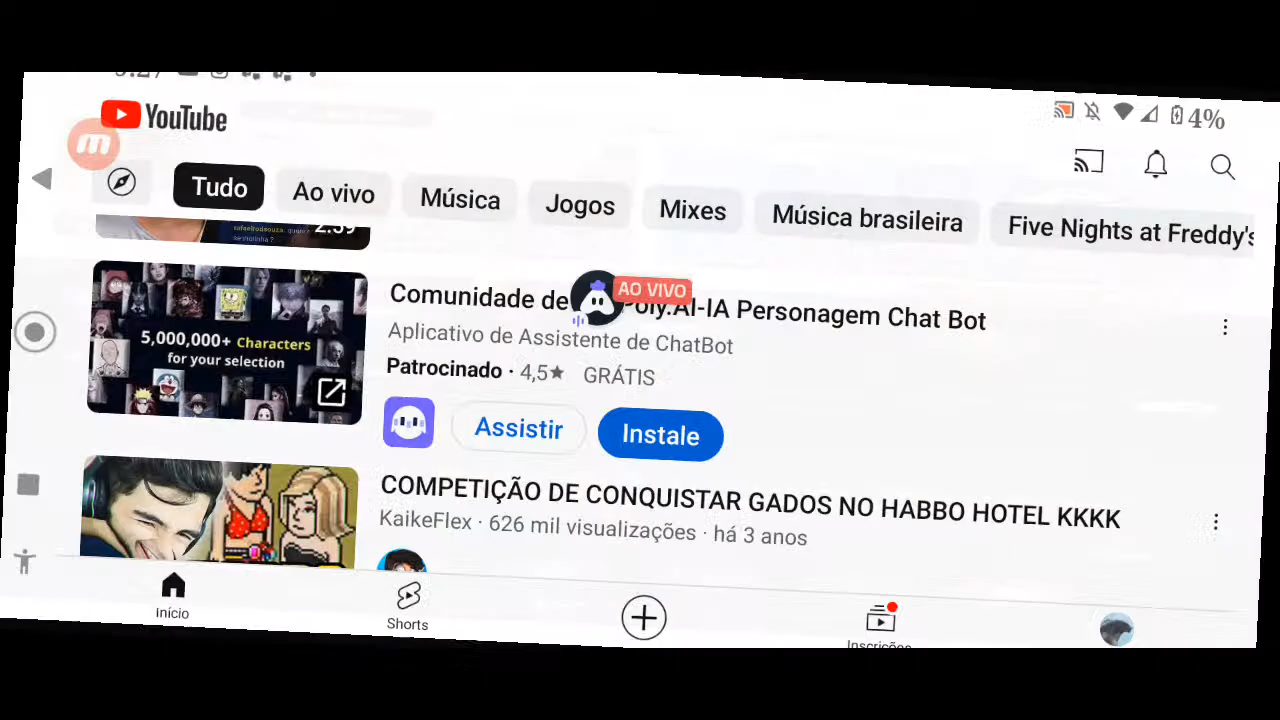 4%
YouTube
Tudo
Ao vivo
Música
Jogos
Mixes
Música brasileira
Five Nights at Freddy's
2:59
5,000,000+ Characters
for your selection
Comunidade de Poly.AI-IA Personagem Chat Bot
AO VIVO
Aplicativo de Assistente de ChatBot
Patrocinado · 4,5★ GRÁTIS
Assistir
Instale
COMPETIÇÃO DE CONQUISTAR GADOS NO HABBO HOTEL KKKK
KaikeFlex · 626 mil visualizações · há 3 anos
Início
Shorts
Inscrições